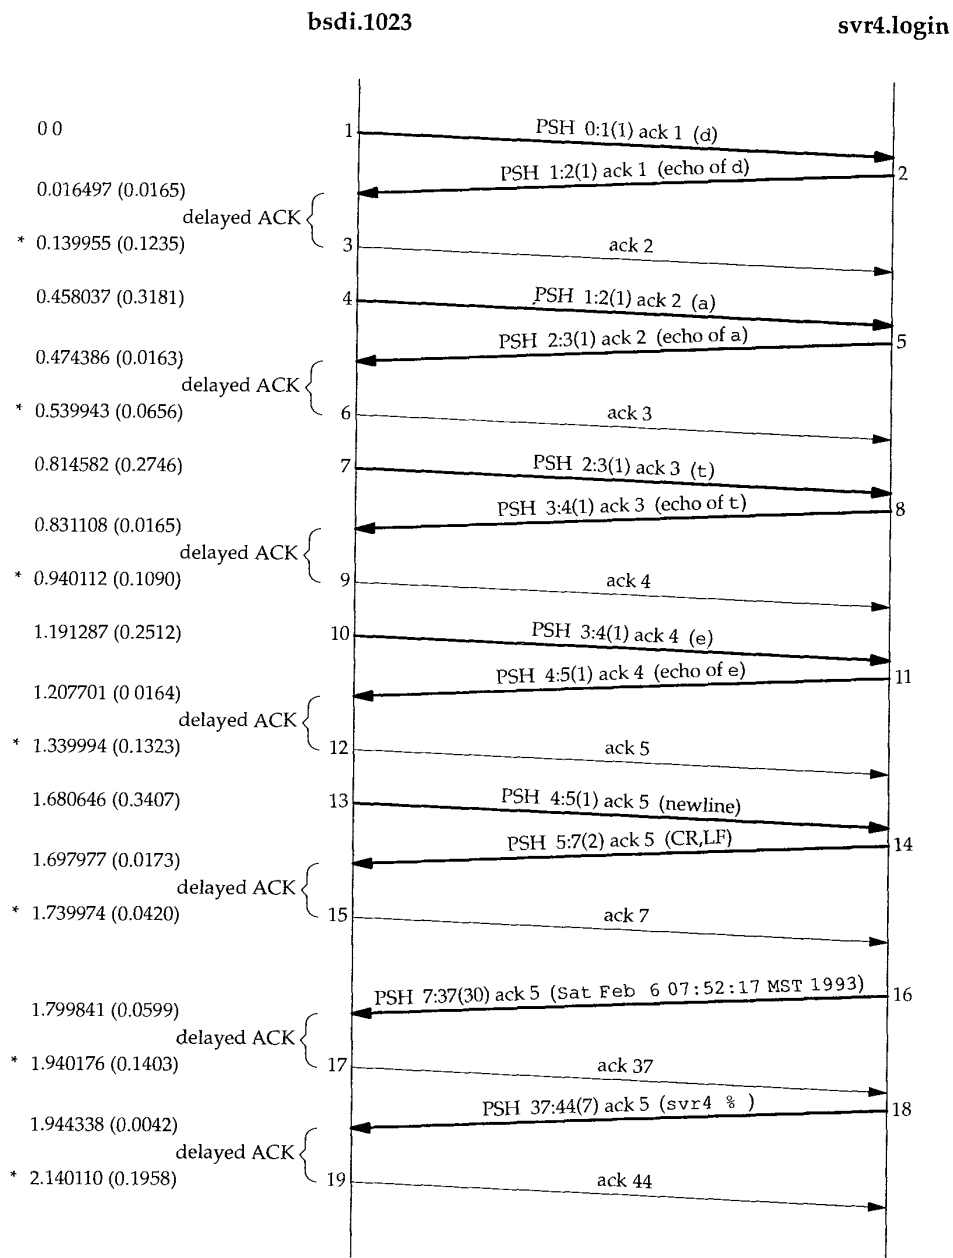 bsdi.1023 svr4.login
0 0 1 PSH 0:1(1) ack 1 (d)
PSH 1:2(1) ack 1 (echo of d) 2
0.016497 (0.0165)
delayed ACK
* 0.139955 (0.1235) 3 ack 2
0.458037 (0.3181) 4 PSH 1:2(1) ack 2 (a)
PSH 2:3(1) ack 2 (echo of a) 5
0.474386 (0.0163)
delayed ACK
* 0.539943 (0.0656) 6 ack 3
0.814582 (0.2746) 7 PSH 2:3(1) ack 3 (t)
PSH 3:4(1) ack 3 (echo of t) 8
0.831108 (0.0165)
delayed ACK
* 0.940112 (0.1090) 9 ack 4
1.191287 (0.2512) 10 PSH 3:4(1) ack 4 (e)
PSH 4:5(1) ack 4 (echo of e) 11
1.207701 (0 0164)
delayed ACK
* 1.339994 (0.1323) 12 ack 5
1.680646 (0.3407) 13 PSH 4:5(1) ack 5 (newline)
PSH 5:7(2) ack 5 (CR,LF) 14
1.697977 (0.0173)
delayed ACK
* 1.739974 (0.0420) 15 ack 7
PSH 7:37(30) ack 5 (Sat Feb 6 07:52:17 MST 1993) 16
1.799841 (0.0599)
delayed ACK
* 1.940176 (0.1403) 17 ack 37
PSH 37:44(7) ack 5 (svr4 % ) 18
1.944338 (0.0042)
delayed ACK
* 2.140110 (0.1958) 19 ack 44